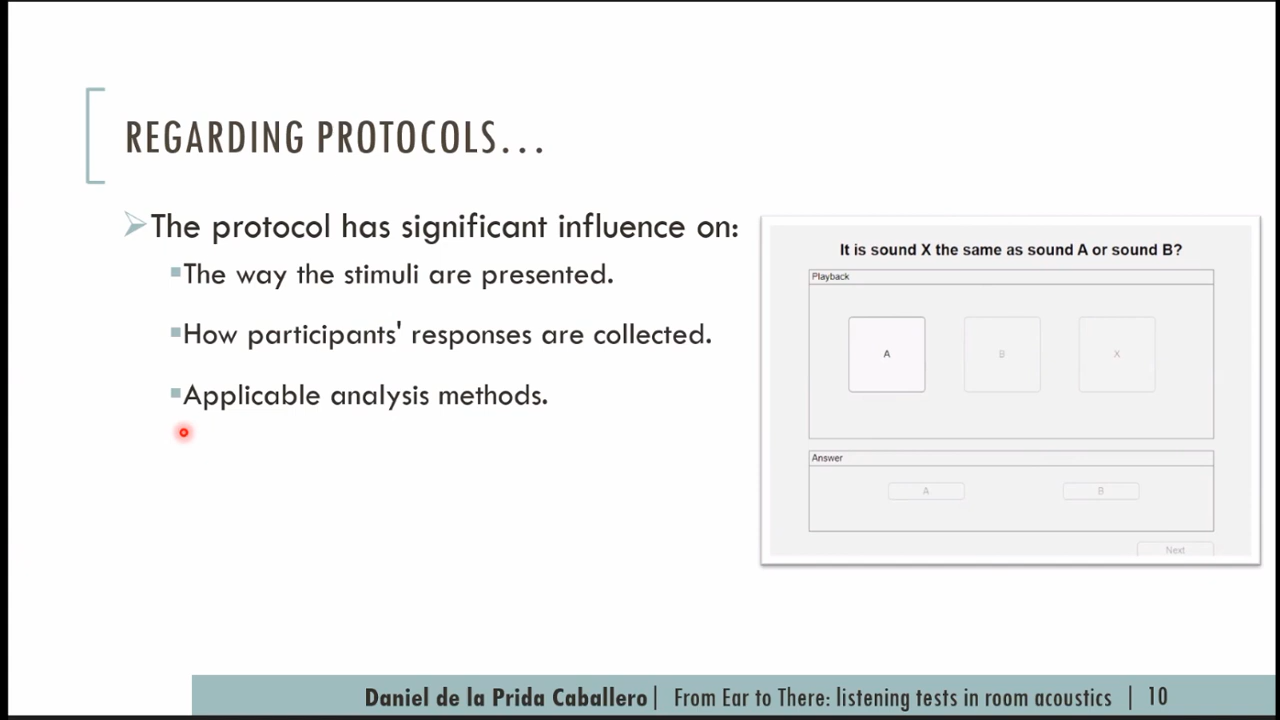 REGARDING PROTOCOLS...
The protocol has significant influence on:
The way the stimuli are presented.
How participants' responses are collected.
Applicable analysis methods.
It is sound X the same as sound A or sound B?
Playback
A B X
Answer
A B
Next
Daniel de la Prida Caballero| From Ear to There: listening tests in room acoustics | 10